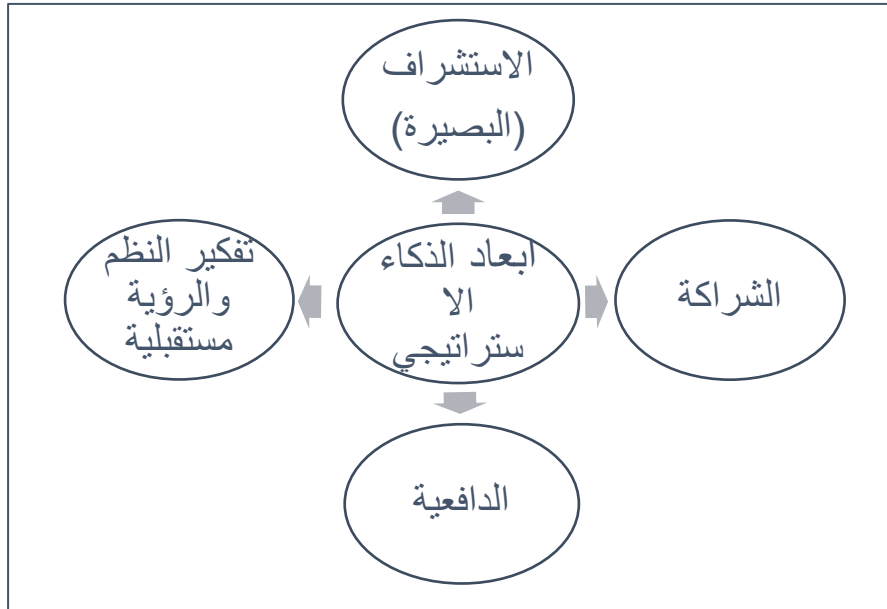 الاستشراف
(البصيرة)
تفكير النظم
والرؤية
مستقبلية
ابعاد الذكاء
الا
ستراتيجي
الشراكة
الدافعية